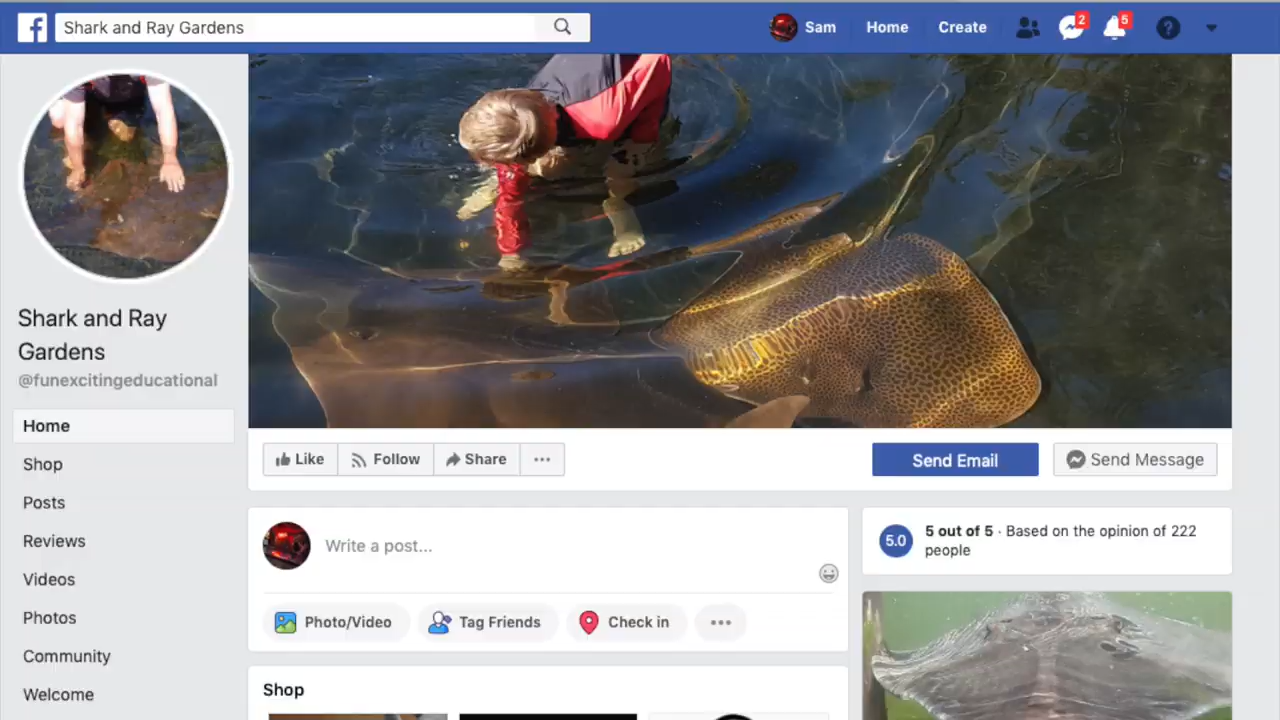 Shark and Ray Gardens
Sam
Home
Create
2
5
?
Shark and Ray
Gardens
@funexcitingeducational
Home
Shop
Posts
Reviews
Videos
Photos
Community
Welcome
Like
Follow
Share
Send Email
Send Message
Write a post...
Photo/Video
Tag Friends
Check in
Shop
5.0
5 out of 5 · Based on the opinion of 222
people